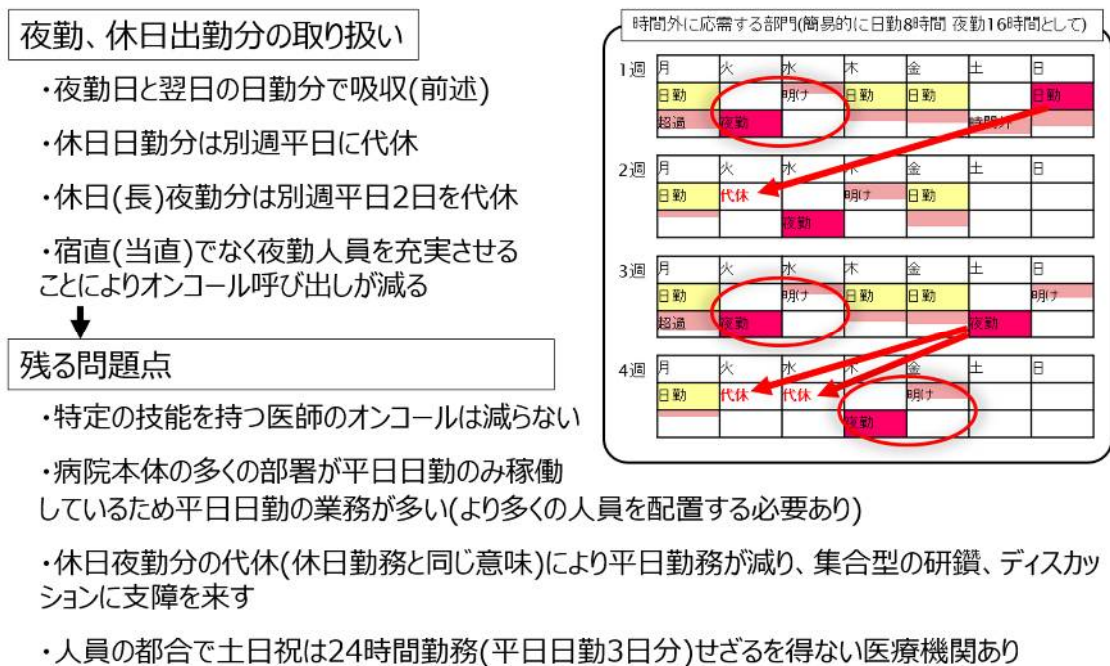 夜勤、休日出勤分の取り扱い
・夜勤日と翌日の日勤分で吸収(前述)
・休日日勤分は別週平日に代休
・休日(長)夜勤分は別週平日2日を代休
・宿直(当直)でなく夜勤人員を充実させる
ことによりオンコール呼び出しが減る
残る問題点
・特定の技能を持つ医師のオンコールは減らない
・病院本体の多くの部署が平日日勤のみ稼働
しているため平日日勤の業務が多い(より多くの人員を配置する必要あり)
・休日夜勤分の代休(休日勤務と同じ意味)により平日勤務が減り、集合型の研鑽、ディスカッ
ションに支障を来す
・人員の都合で土日祝は24時間勤務(平日日勤3日分)せざるを得ない医療機関あり
時間外に応需する部門(簡易的に日勤8時間 夜勤16時間として)
1週 月 火 水 木 金 土 日
日勤 明け 日勤 日勤 日勤
超過 夜勤 時間外
2週 月 火 水 木 金 土 日
日勤 代休 明け 日勤
夜勤
3週 月 火 水 木 金 土 日
日勤 明け 日勤 日勤 明け
超過 夜勤 夜勤
4週 月 火 水 木 金 土 日
日勤 代休 代休 明け
夜勤